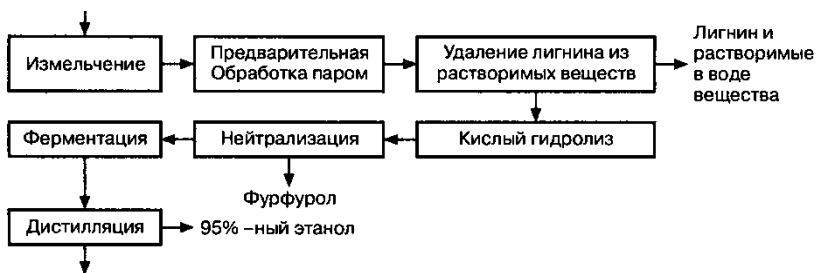 Измельчение
Предварительная
Обработка паром
Удаление лигнина из
растворимых веществ
Лигнин и
растворимые
в воде
вещества
Ферментация
Нейтрализация
Кислый гидролиз
Фурфурол
Дистилляция
95% –ный этанол